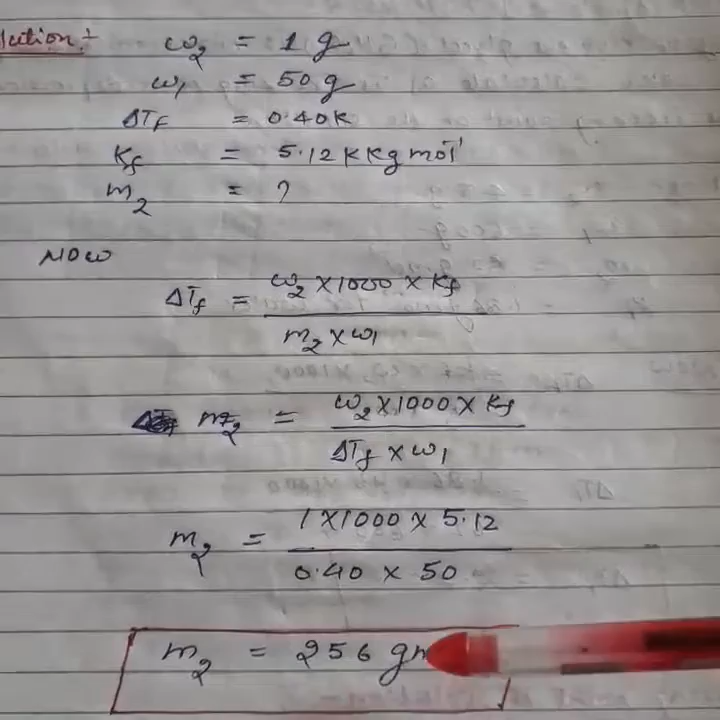 Solution:-
w₂ = 1 g
w₁ = 50 g
ΔTf = 0.40 K
Kf = 5.12 K kg mol⁻¹
m₂ = ?
Now
ΔTf = w₂ × 1000 × Kf / m₂ × w₁
m₂ = w₂ × 1000 × Kf / ΔTf × w₁
m₂ = 1 × 1000 × 5.12 / 0.40 × 50
m₂ = 256 g